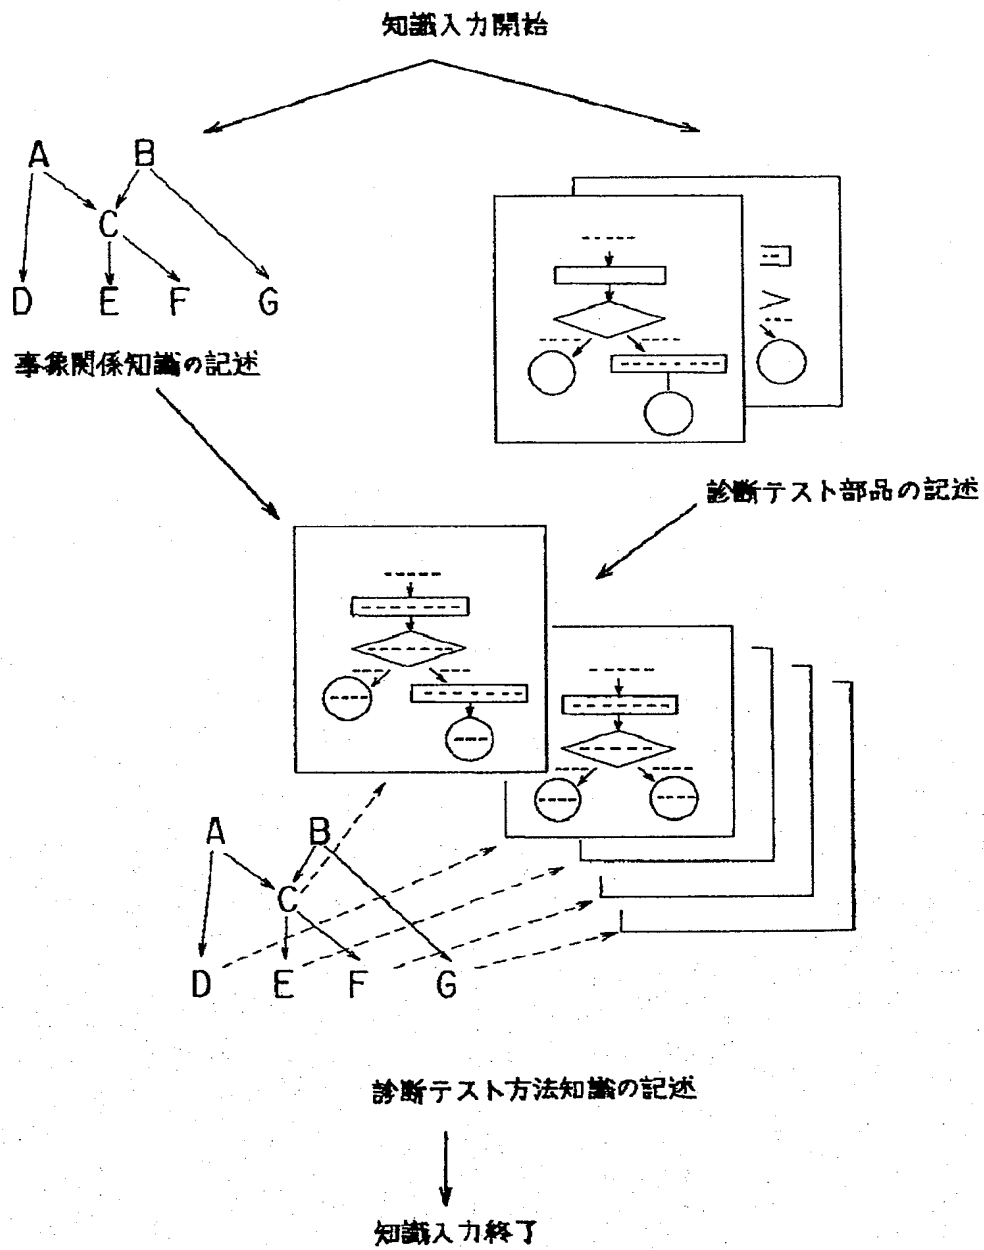 知識入力開始
A B
C
D E F G
事象関係知識の記述
診断テスト部品の記述
A B
C
D E F G
診断テスト方法知識の記述
知識入力終了